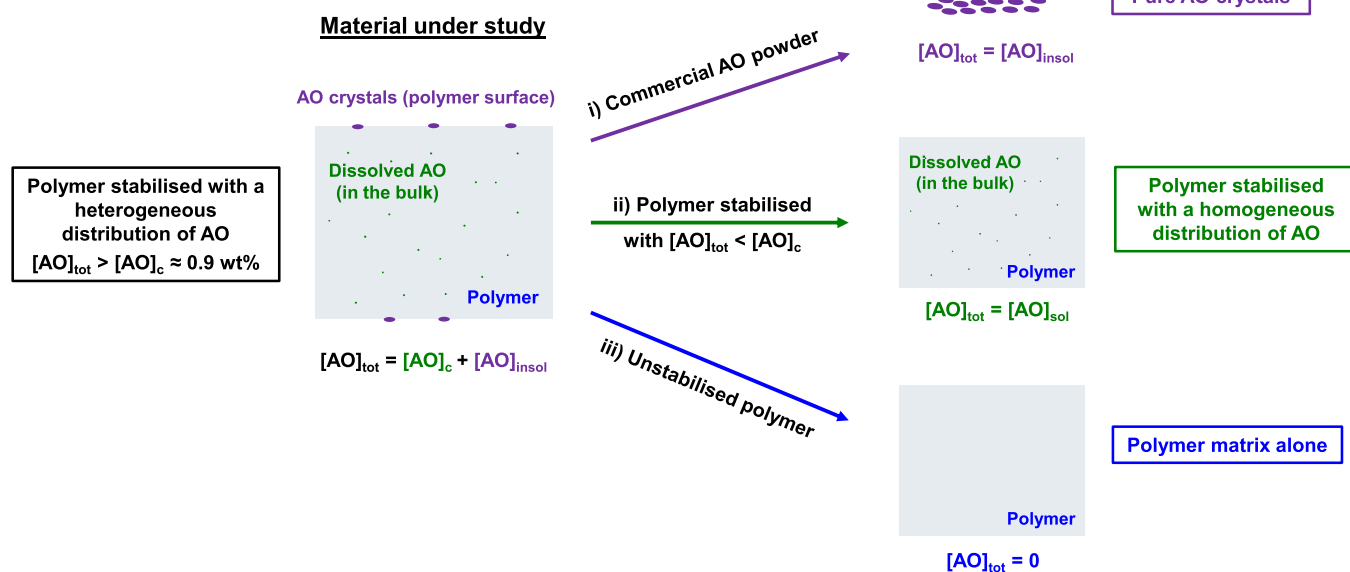 Material under study
Pure AO crystals
[AO]tot = [AO]insol
i) Commercial AO powder
AO crystals (polymer surface)
Dissolved AO
(in the bulk)
Polymer
Polymer stabilised with a
heterogeneous
distribution of AO
[AO]tot > [AO]c ≈ 0.9 wt%
[AO]tot = [AO]c + [AO]insol
ii) Polymer stabilised
with [AO]tot < [AO]c
Dissolved AO
(in the bulk)
Polymer
[AO]tot = [AO]sol
Polymer stabilised
with a homogeneous
distribution of AO
iii) Unstabilised polymer
Polymer
[AO]tot = 0
Polymer matrix alone